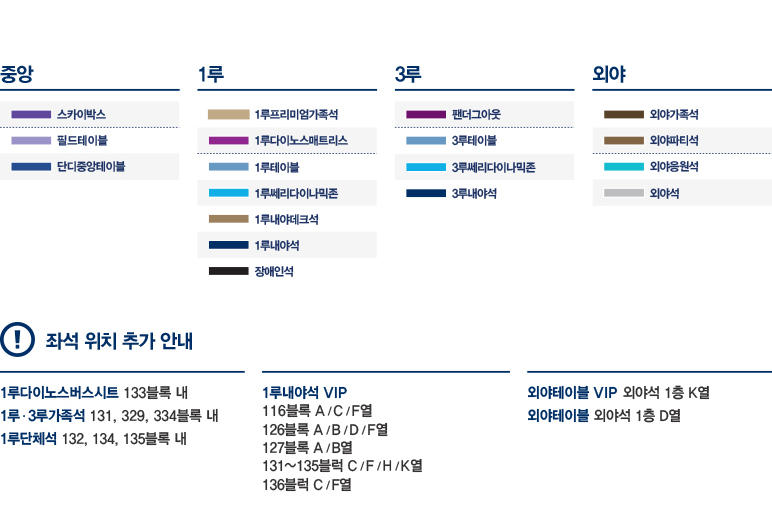 중앙
스카이박스
필드테이블
단디중앙테이블
1루
1루프리미엄가족석
1루다이노스매트리스
1루테이블
1루쎄리다이나믹존
1루내야데크석
1루내야석
장애인석
3루
팬더그아웃
3루테이블
3루쎄리다이나믹존
3루내야석
외야
외야가족석
외야파티석
외야응원석
외야석
! 좌석 위치 추가 안내
1루다이노스버스시트 133블록 내
1루·3루가족석 131, 329, 334블록 내
1루단체석 132, 134, 135블록 내
1루내야석 VIP
116블록 A/C/F열
126블록 A/B/D/F열
127블록 A/B열
131~135블럭 C/F/H/K열
136블럭 C/F열
외야테이블 VIP 외야석 1층 K열
외야테이블 외야석 1층 D열